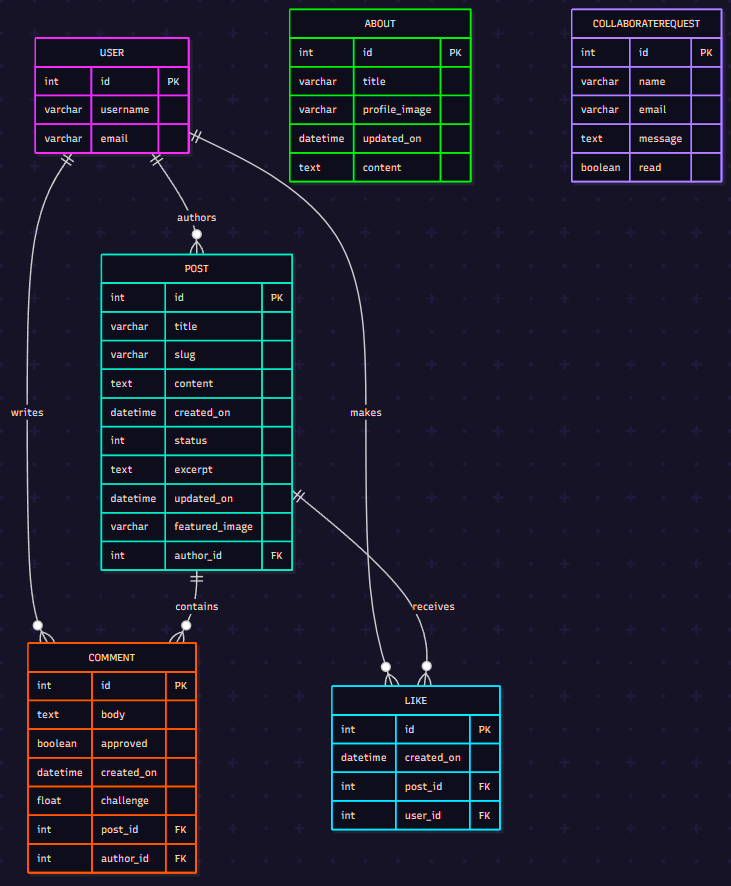 USER
int id PK
varchar username
varchar email
ABOUT
int id PK
varchar title
varchar profile_image
datetime updated_on
text content
COLLABORATEREQUEST
int id PK
varchar name
varchar email
text message
boolean read
authors
POST
int id PK
varchar title
varchar slug
text content
datetime created_on
int status
text excerpt
datetime updated_on
varchar featured_image
int author_id FK
writes
makes
contains
receives
COMMENT
int id PK
text body
boolean approved
datetime created_on
float challenge
int post_id FK
int author_id FK
LIKE
int id PK
datetime created_on
int post_id FK
int user_id FK